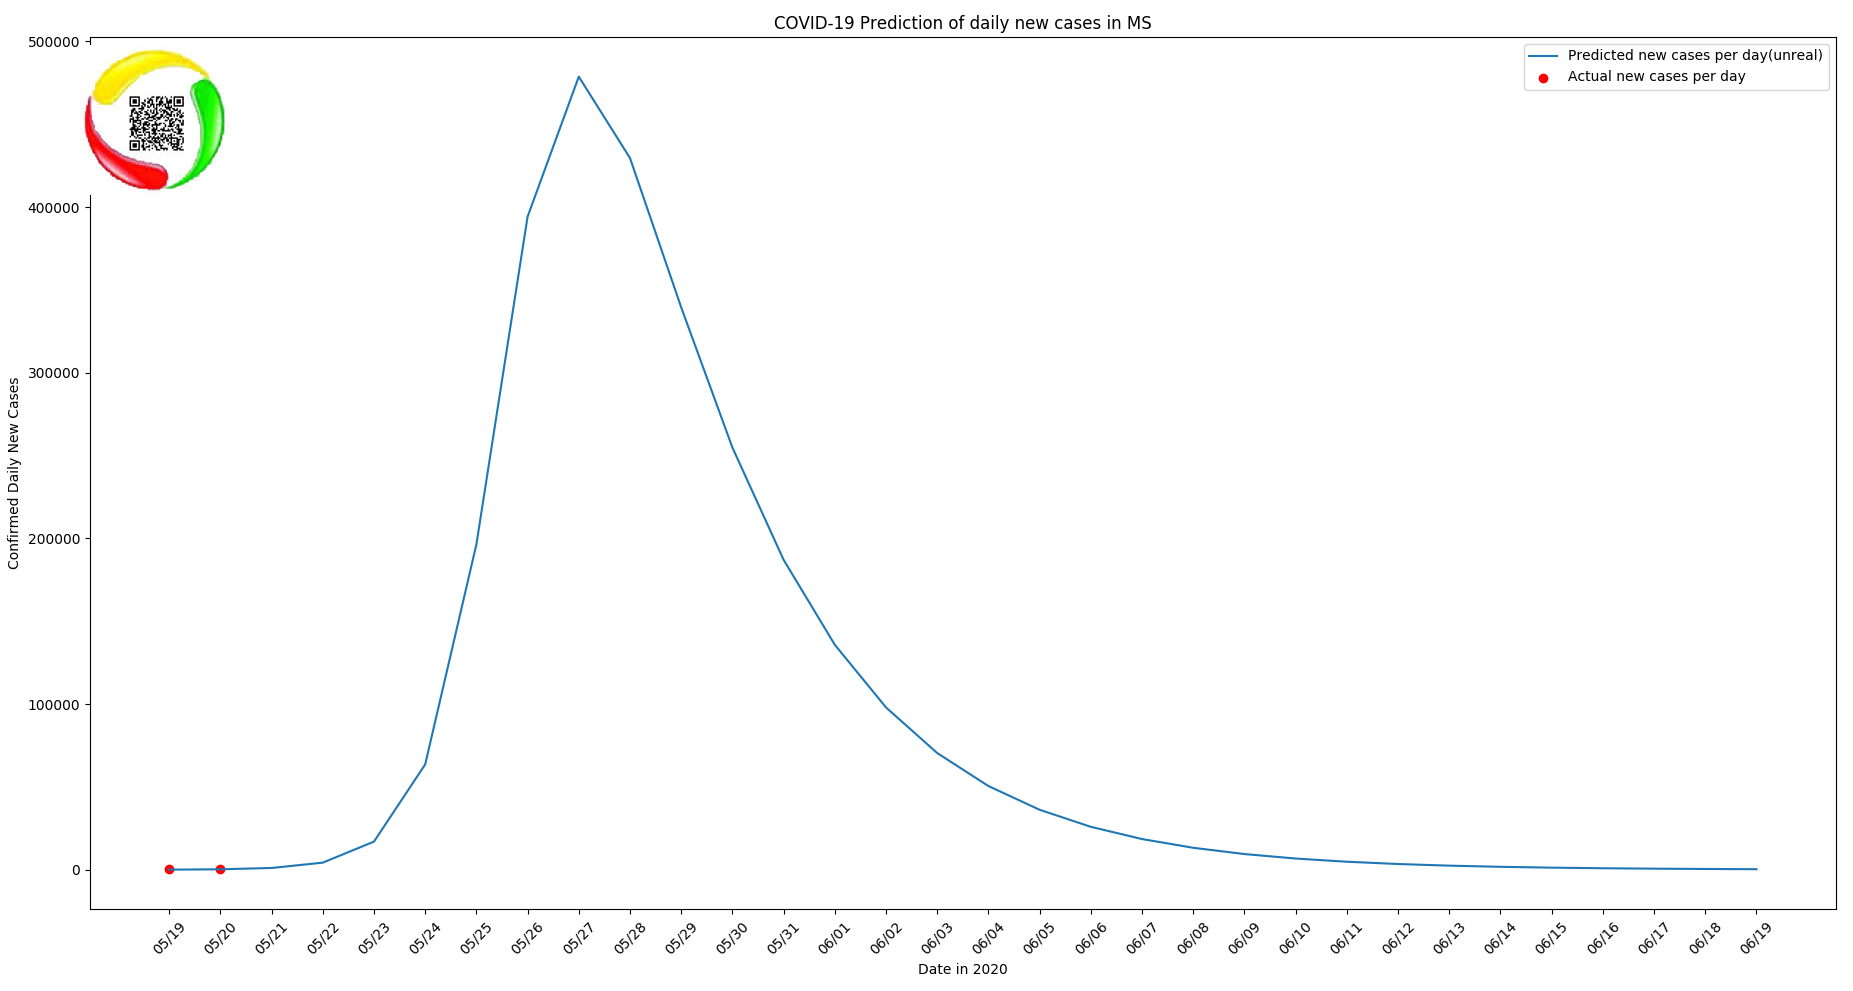 COVID-19 Prediction of daily new cases in MS
Predicted new cases per day(unreal)
Actual new cases per day
500000
400000
300000
200000
100000
0
Confirmed Daily New Cases
05/19 05/20 05/21 05/22 05/23 05/24 05/25 05/26 05/27 05/28 05/29 05/30 05/31 06/01 06/02 06/03 06/04 06/05 06/06 06/07 06/08 06/09 06/10 06/11 06/12 06/13 06/14 06/15 06/16 06/17 06/18 06/19
Date in 2020